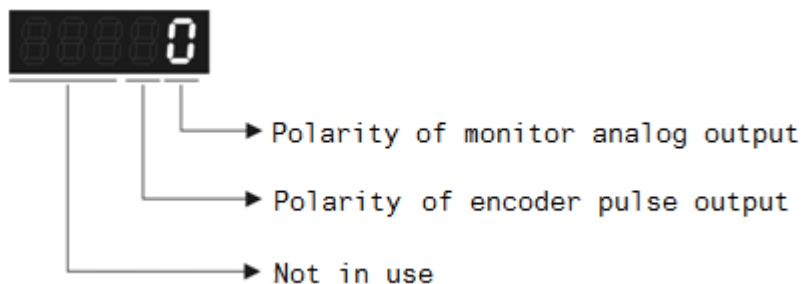 0
Polarity of monitor analog output
Polarity of encoder pulse output
Not in use